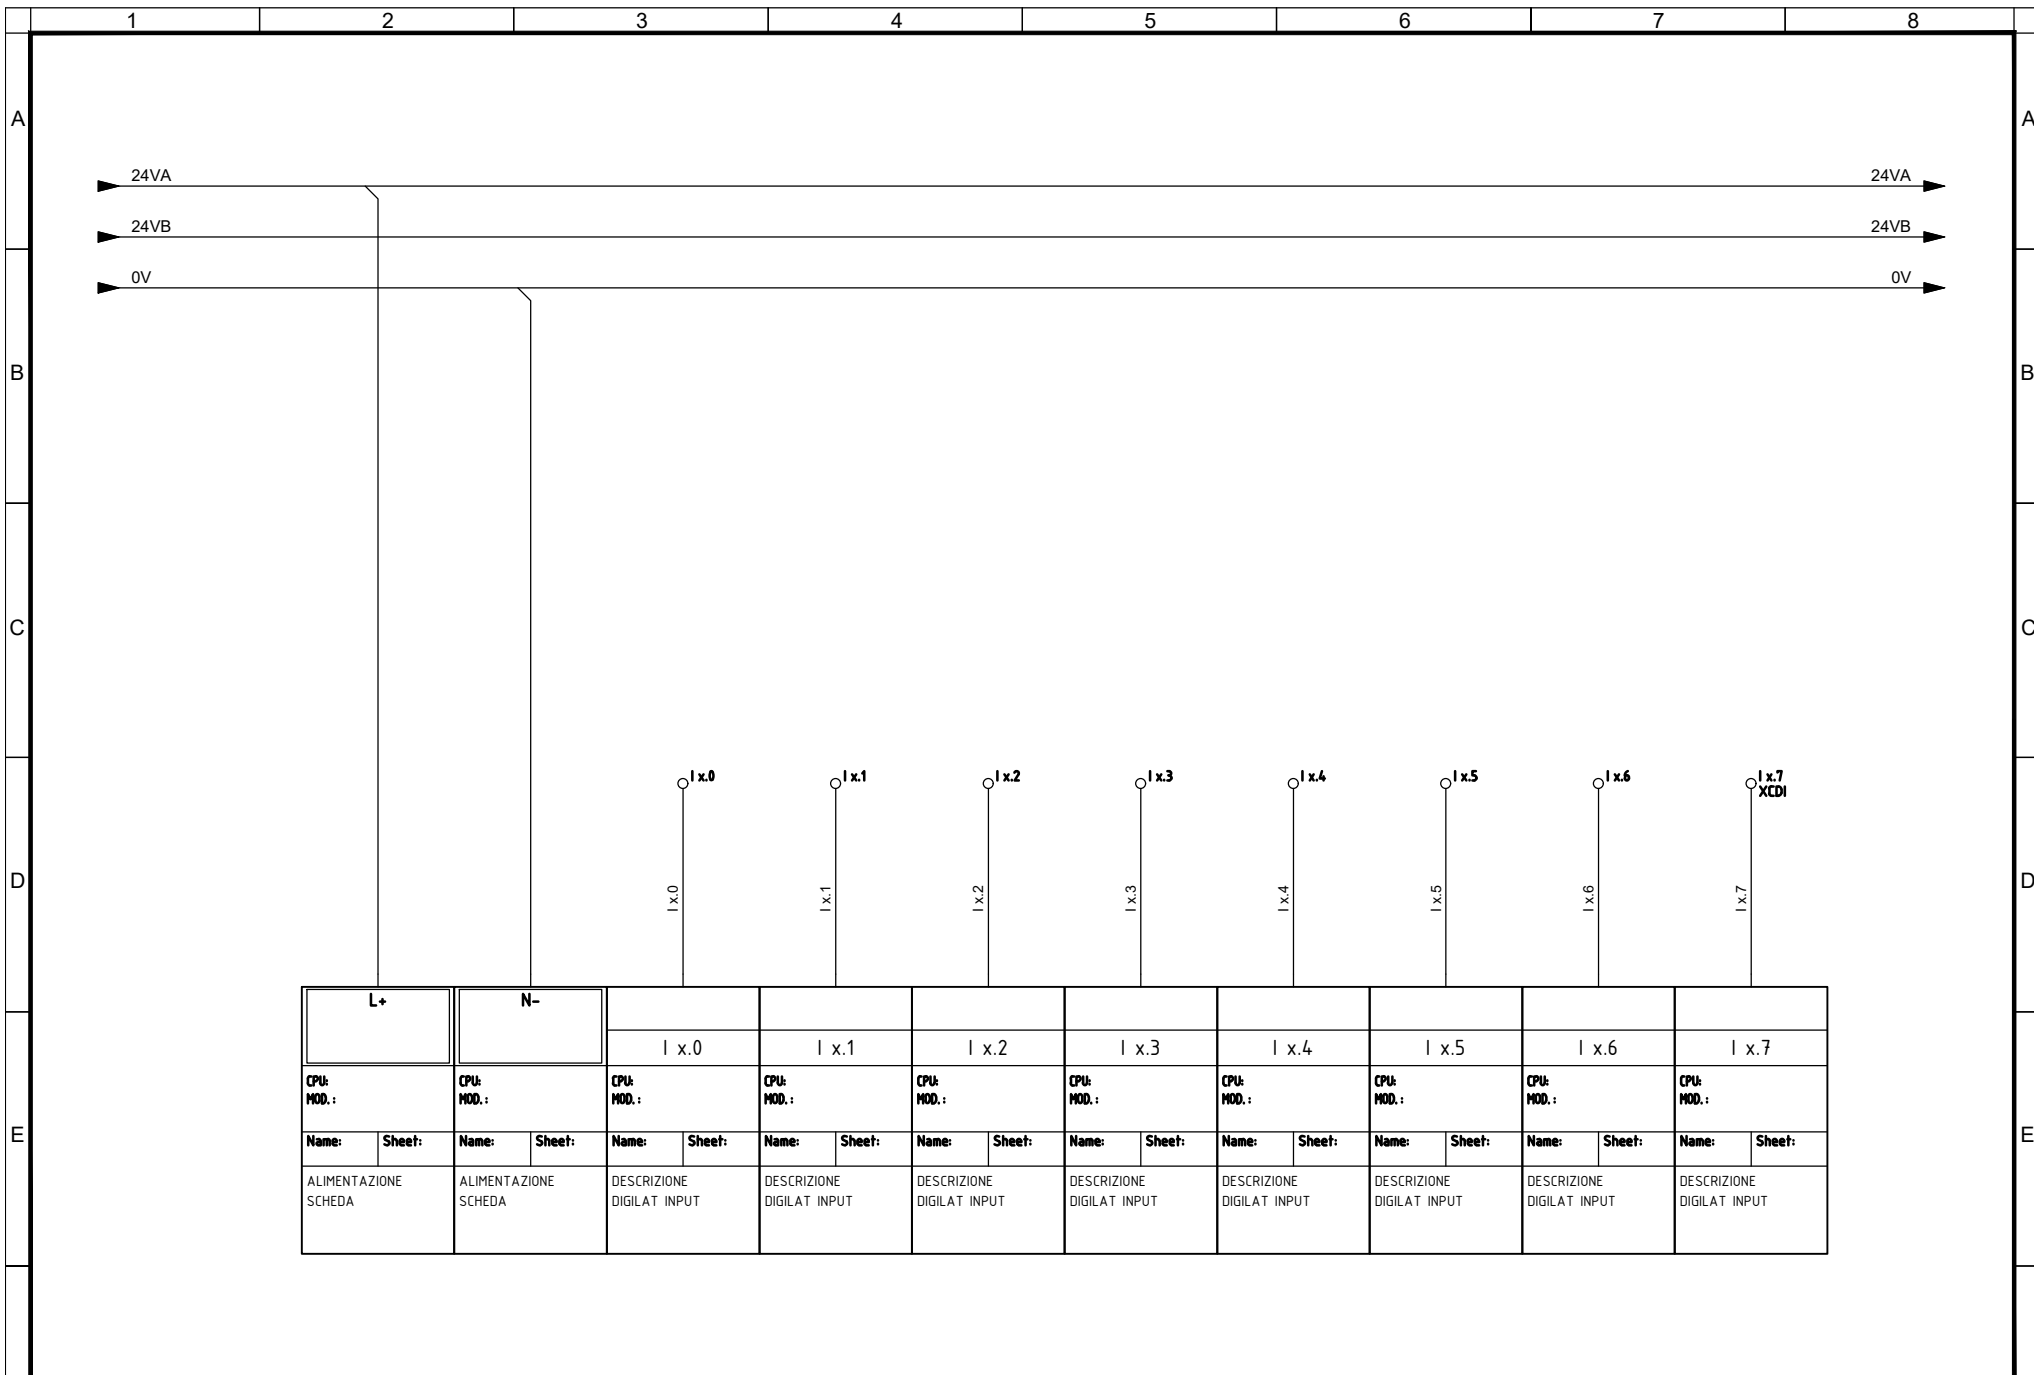 1 2 3 4 5 6 7 8
A A
24VA 24VA
24VB 24VB
0V 0V
B B
C C
I x.0 I x.1 I x.2 I x.3 I x.4 I x.5 I x.6 I x.7
XCDI
D D
I x.0 I x.1 I x.2 I x.3 I x.4 I x.5 I x.6 I x.7
L+ N-
I x.0 I x.1 I x.2 I x.3 I x.4 I x.5 I x.6 I x.7
CPU: CPU: CPU: CPU: CPU: CPU: CPU: CPU: CPU: CPU:
MOD. : MOD. : MOD. : MOD. : MOD. : MOD. : MOD. : MOD. : MOD. : MOD. :
E E
Name: Sheet: Name: Sheet: Name: Sheet: Name: Sheet: Name: Sheet: Name: Sheet: Name: Sheet: Name: Sheet: Name: Sheet: Name: Sheet:
ALIMENTAZIONE ALIMENTAZIONE DESCRIZIONE DESCRIZIONE DESCRIZIONE DESCRIZIONE DESCRIZIONE DESCRIZIONE DESCRIZIONE DESCRIZIONE
SCHEDA SCHEDA DIGILAT INPUT DIGILAT INPUT DIGILAT INPUT DIGILAT INPUT DIGILAT INPUT DIGILAT INPUT DIGILAT INPUT DIGILAT INPUT